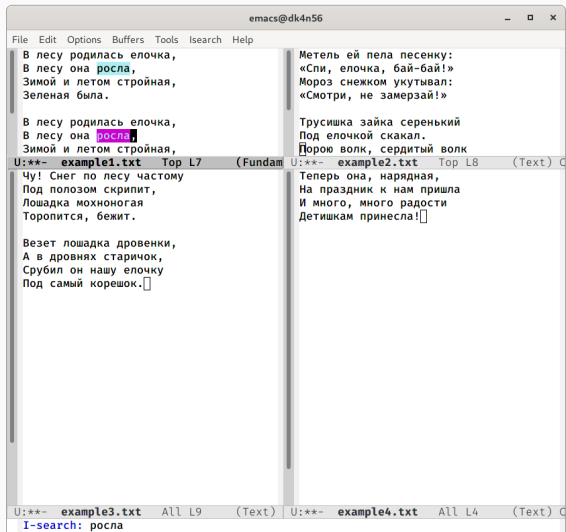 emacs@dk4n56
File Edit Options Buffers Tools Isearch Help
В лесу родилась елочка,
В лесу она росла,
Зимой и летом стройная,
Зеленая была.
В лесу родилась елочка,
В лесу она росла,
Зимой и летом стройная,
U:**- example1.txt Top L7 (Fundam
Метель ей пела песенку:
«Спи, елочка, бай-бай!»
Мороз снежком укутывал:
«Смотри, не замерзай!»
Трусишка зайка серенький
Под елочкой скакал.
Порою волк, сердитый волк
U:**- example2.txt Top L8 (Text) C
Чу! Снег по лесу частому
Под полозом скрипит,
Лошадка мохноногая
Торопится, бежит.
Везет лошадка дровенки,
А в дровнях старичок,
Срубил он нашу елочку
Под самый корешок.
U:**- example3.txt All L9 (Text)
Теперь она, нарядная,
На праздник к нам пришла
И много, много радости
Детишкам принесла!
U:**- example4.txt All L4 (Text) C
I-search: росла